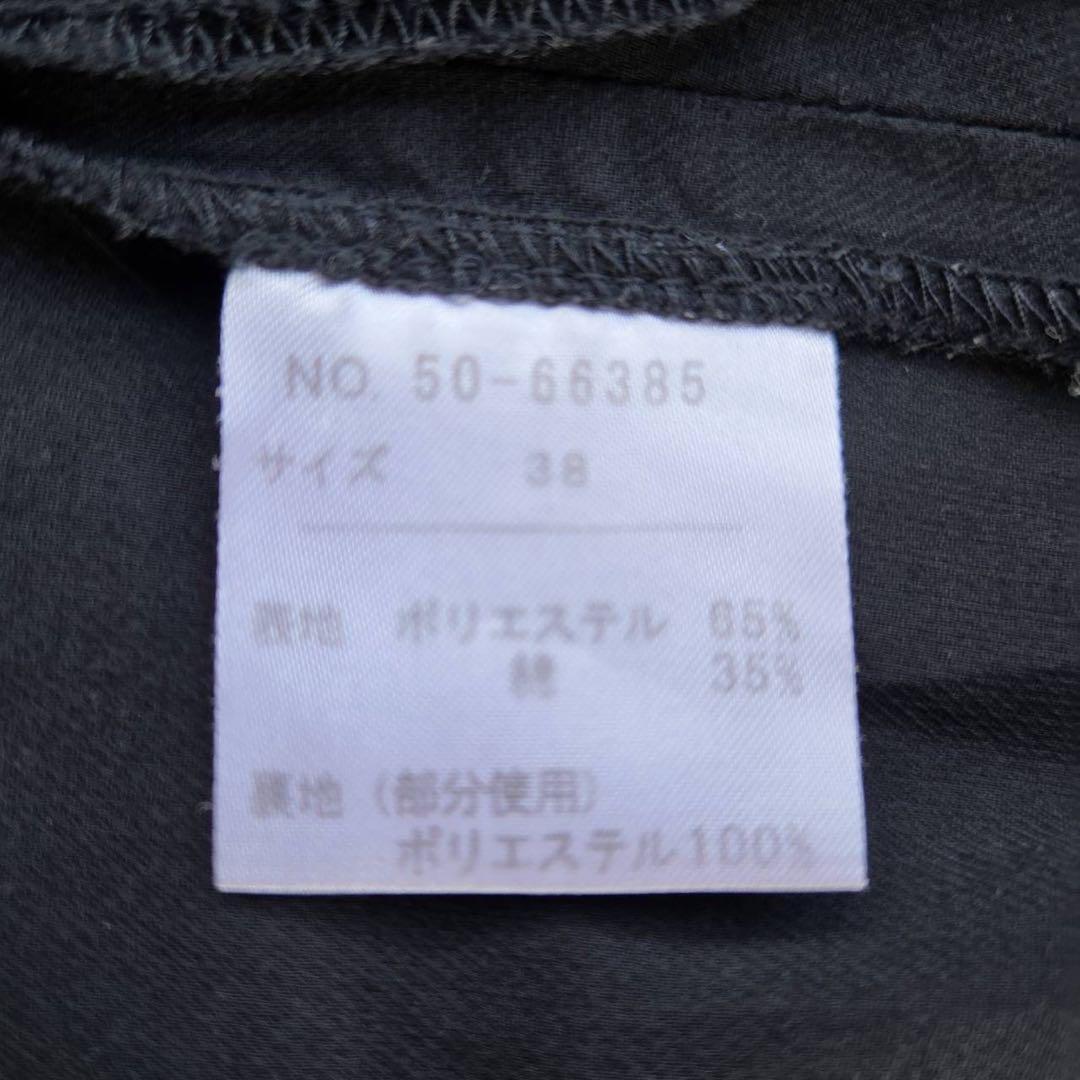 NO. 50-66385
サイズ 38
表地 ポリエステル 65%
綿 35%
裏地 (部分使用)
ポリエステル100%